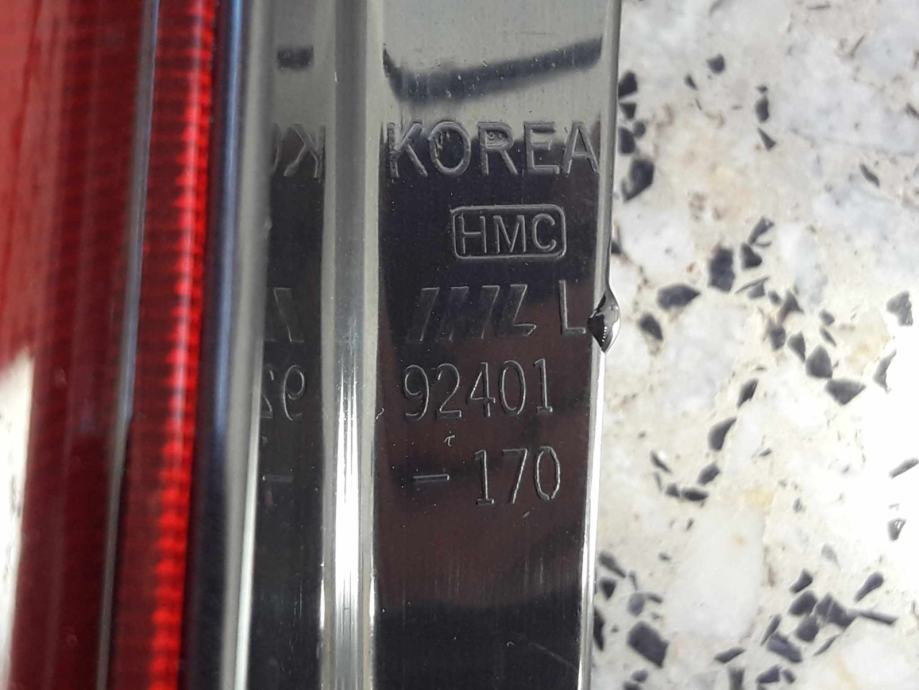 KOREA
HMC
L
92401
- 170